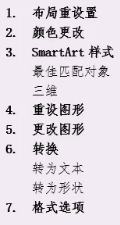 1. 布局重设置
2. 颜色更改
3. SmartArt 样式
最佳匹配对象
三维
4. 重设图形
5. 更改图形
6. 转换
转为文本
转为形状
7. 格式选项